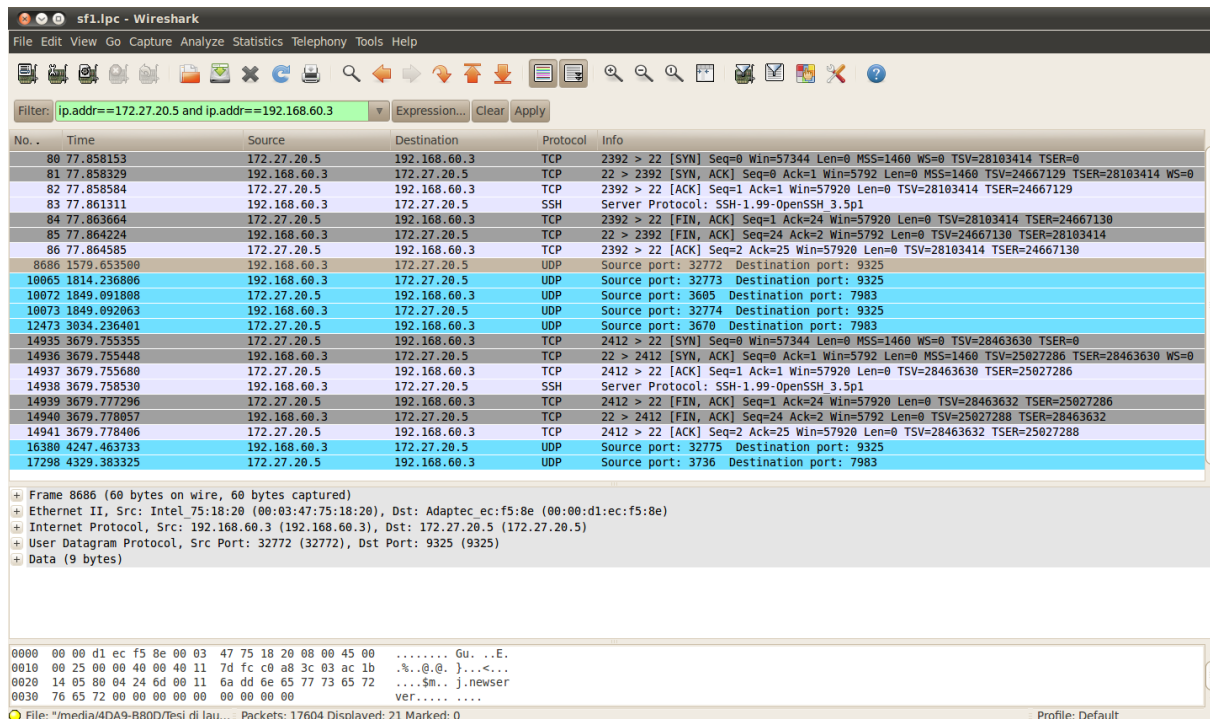 sf1.lpc - Wireshark
File Edit View Go Capture Analyze Statistics Telephony Tools Help
Filter: ip.addr==172.27.20.5 and ip.addr==192.168.60.3 Expression... Clear Apply
No. . Time Source Destination Protocol Info
80 77.858153 172.27.20.5 192.168.60.3 TCP 2392 > 22 [SYN] Seq=0 Win=57344 Len=0 MSS=1460 WS=0 TSV=28103414 TSER=0
81 77.858329 192.168.60.3 172.27.20.5 TCP 22 > 2392 [SYN, ACK] Seq=0 Ack=1 Win=5792 Len=0 MSS=1460 TSV=24667129 TSER=28103414 WS=0
82 77.858584 172.27.20.5 192.168.60.3 TCP 2392 > 22 [ACK] Seq=1 Ack=1 Win=57920 Len=0 TSV=28103414 TSER=24667129
83 77.861311 192.168.60.3 172.27.20.5 SSH Server Protocol: SSH-1.99-OpenSSH_3.5p1
84 77.863664 172.27.20.5 192.168.60.3 TCP 2392 > 22 [FIN, ACK] Seq=1 Ack=24 Win=57920 Len=0 TSV=28103414 TSER=24667130
85 77.864224 192.168.60.3 172.27.20.5 TCP 22 > 2392 [FIN, ACK] Seq=24 Ack=2 Win=5792 Len=0 TSV=24667130 TSER=28103414
86 77.864585 172.27.20.5 192.168.60.3 TCP 2392 > 22 [ACK] Seq=2 Ack=25 Win=57920 Len=0 TSV=28103414 TSER=24667130
8686 1579.653500 192.168.60.3 172.27.20.5 UDP Source port: 32772 Destination port: 9325
10065 1814.236806 192.168.60.3 172.27.20.5 UDP Source port: 32773 Destination port: 9325
10072 1849.091808 172.27.20.5 192.168.60.3 UDP Source port: 3605 Destination port: 7983
10073 1849.092063 192.168.60.3 172.27.20.5 UDP Source port: 32774 Destination port: 9325
12473 3034.236401 172.27.20.5 192.168.60.3 UDP Source port: 3670 Destination port: 7983
14935 3679.755355 172.27.20.5 192.168.60.3 TCP 2412 > 22 [SYN] Seq=0 Win=57344 Len=0 MSS=1460 WS=0 TSV=28463630 TSER=0
14936 3679.755448 192.168.60.3 172.27.20.5 TCP 22 > 2412 [SYN, ACK] Seq=0 Ack=1 Win=5792 Len=0 MSS=1460 TSV=25027286 TSER=28463630 WS=0
14937 3679.755680 172.27.20.5 192.168.60.3 TCP 2412 > 22 [ACK] Seq=1 Ack=1 Win=57920 Len=0 TSV=28463630 TSER=25027286
14938 3679.758530 192.168.60.3 172.27.20.5 SSH Server Protocol: SSH-1.99-OpenSSH_3.5p1
14939 3679.777296 172.27.20.5 192.168.60.3 TCP 2412 > 22 [FIN, ACK] Seq=1 Ack=24 Win=57920 Len=0 TSV=28463632 TSER=25027286
14940 3679.778057 192.168.60.3 172.27.20.5 TCP 22 > 2412 [FIN, ACK] Seq=24 Ack=2 Win=5792 Len=0 TSV=25027288 TSER=28463632
14941 3679.778406 172.27.20.5 192.168.60.3 TCP 2412 > 22 [ACK] Seq=2 Ack=25 Win=57920 Len=0 TSV=28463632 TSER=25027288
16380 4247.463733 192.168.60.3 172.27.20.5 UDP Source port: 32775 Destination port: 9325
17298 4329.383325 172.27.20.5 192.168.60.3 UDP Source port: 3736 Destination port: 7983
+ Frame 8686 (60 bytes on wire, 60 bytes captured)
+ Ethernet II, Src: Intel_75:18:20 (00:03:47:75:18:20), Dst: Adaptec_ec:f5:8e (00:00:d1:ec:f5:8e)
+ Internet Protocol, Src: 192.168.60.3 (192.168.60.3), Dst: 172.27.20.5 (172.27.20.5)
+ User Datagram Protocol, Src Port: 32772 (32772), Dst Port: 9325 (9325)
+ Data (9 bytes)
0000 00 00 d1 ec f5 8e 00 03 47 75 18 20 08 00 45 00 ........ Gu. ..E.
0010 00 25 00 00 40 00 40 11 7d fc c0 a8 3c 03 ac 1b .%..@.@. }...<...
0020 14 05 80 04 24 6d 00 11 6a dd 6e 65 77 73 65 72 ....$m.. j.newser
0030 76 65 72 00 00 00 00 00 00 00 00 00 ver..... ....
File: "/media/4DA9-B80D/Tesi di lau... Packets: 17604 Displayed: 21 Marked: 0 Profile: Default